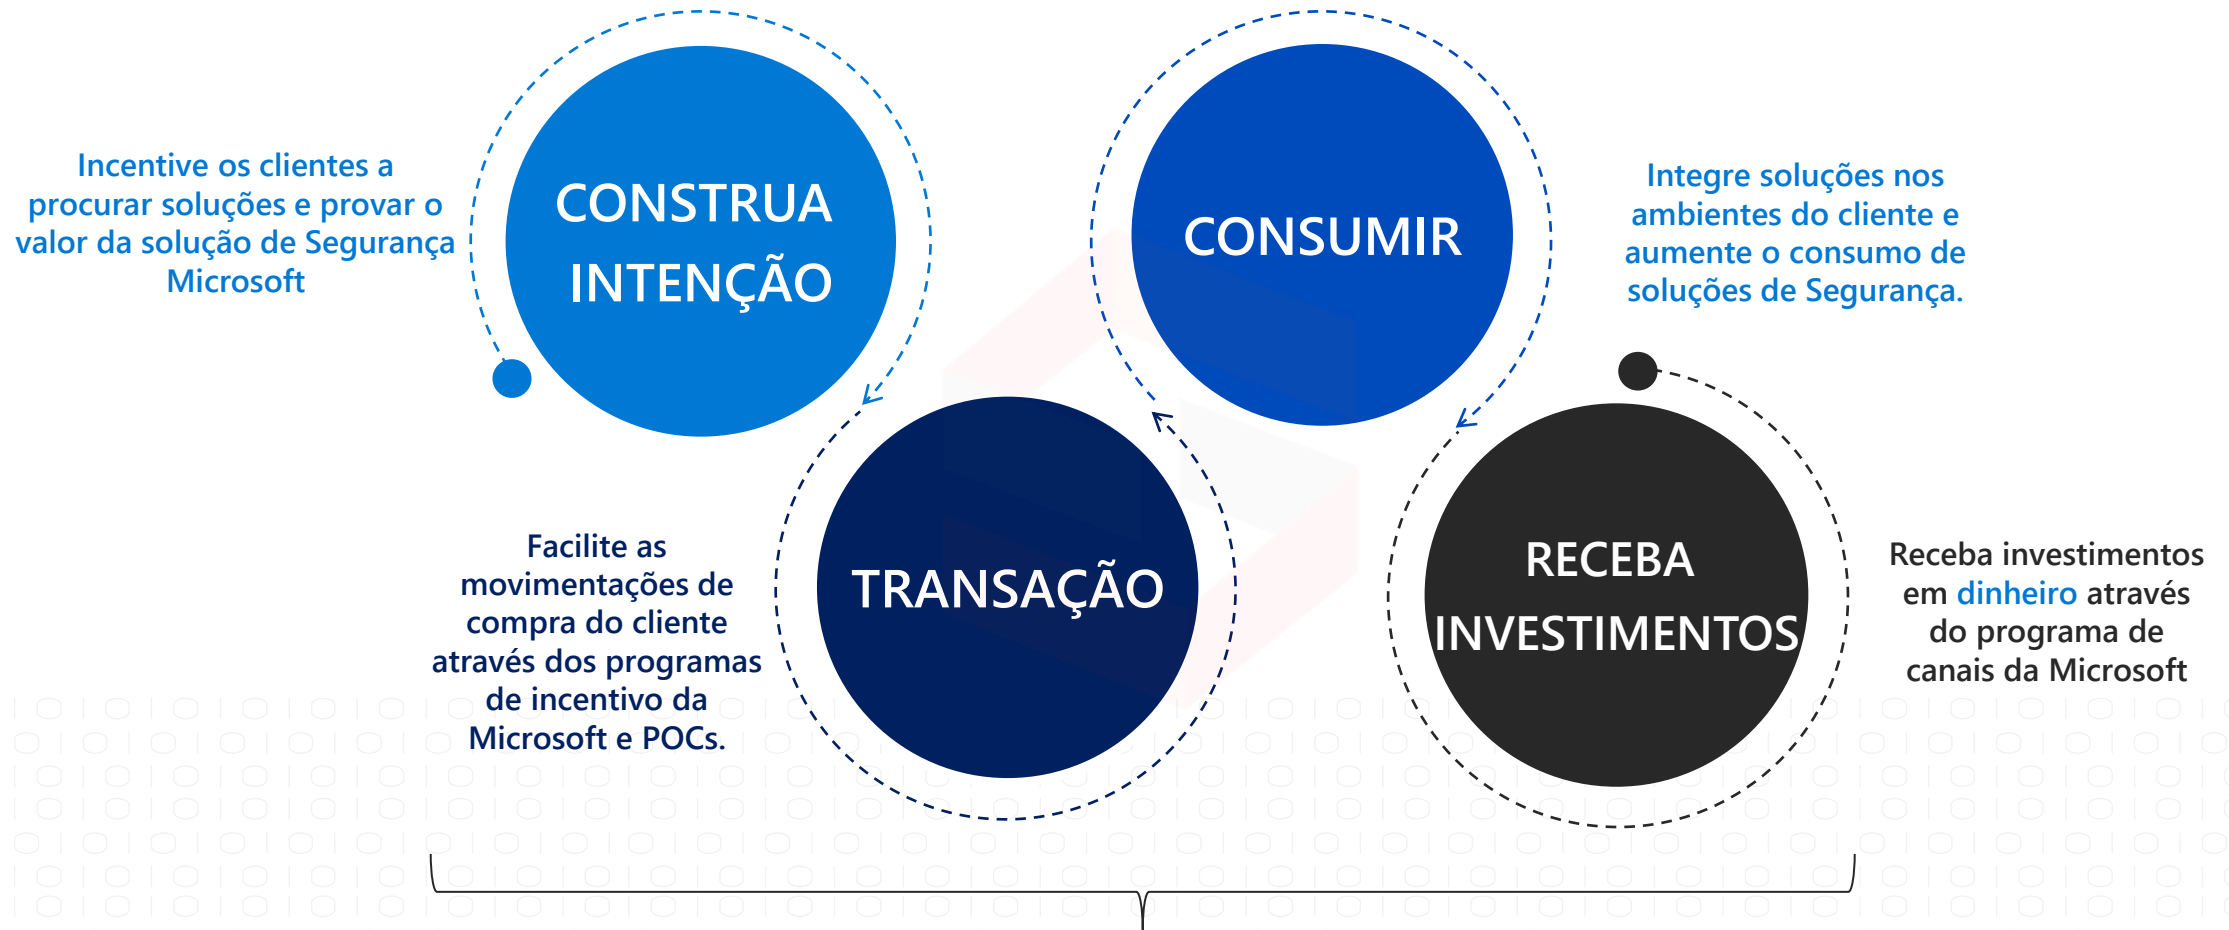 Incentive os clientes a
procurar soluções e provar o
valor da solução de Segurança
Microsoft
CONSTRUA
INTENÇÃO
Facilite as
movimentações de
compra do cliente
através dos programas
de incentivo da
Microsoft e POCs.
TRANSAÇÃO
CONSUMIR
Integre soluções nos
ambientes do cliente e
aumente o consumo de
soluções de Segurança.
RECEBA
INVESTIMENTOS
Receba investimentos
em dinheiro através
do programa de
canais da Microsoft